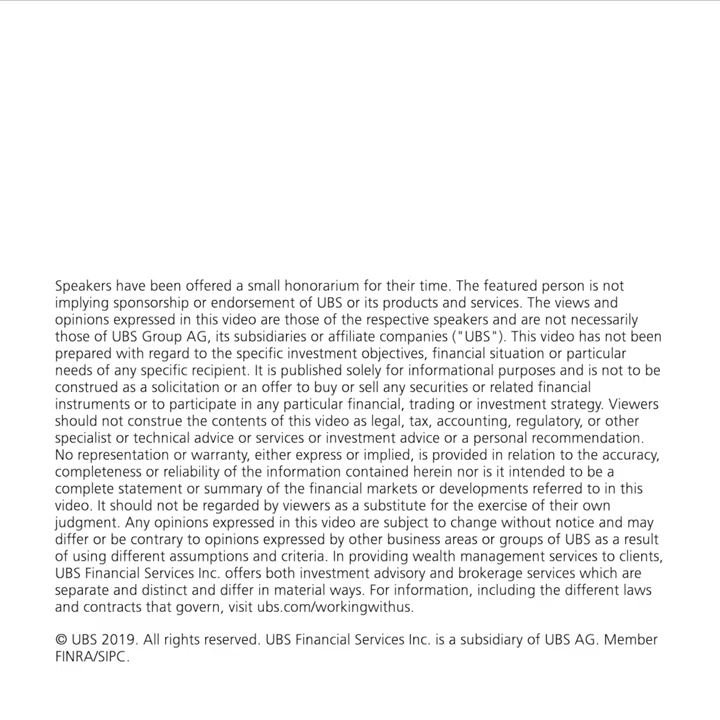 Speakers have been offered a small honorarium for their time. The featured person is not
implying sponsorship or endorsement of UBS or its products and services. The views and
opinions expressed in this video are those of the respective speakers and are not necessarily
those of UBS Group AG, its subsidiaries or affiliate companies ("UBS"). This video has not been
prepared with regard to the specific investment objectives, financial situation or particular
needs of any specific recipient. It is published solely for informational purposes and is not to be
construed as a solicitation or an offer to buy or sell any securities or related financial
instruments or to participate in any particular financial, trading or investment strategy. Viewers
should not construe the contents of this video as legal, tax, accounting, regulatory, or other
specialist or technical advice or services or investment advice or a personal recommendation.
No representation or warranty, either express or implied, is provided in relation to the accuracy,
completeness or reliability of the information contained herein nor is it intended to be a
complete statement or summary of the financial markets or developments referred to in this
video. It should not be regarded by viewers as a substitute for the exercise of their own
judgment. Any opinions expressed in this video are subject to change without notice and may
differ or be contrary to opinions expressed by other business areas or groups of UBS as a result
of using different assumptions and criteria. In providing wealth management services to clients,
UBS Financial Services Inc. offers both investment advisory and brokerage services which are
separate and distinct and differ in material ways. For information, including the different laws
and contracts that govern, visit ubs.com/workingwithus.
© UBS 2019. All rights reserved. UBS Financial Services Inc. is a subsidiary of UBS AG. Member
FINRA/SIPC.